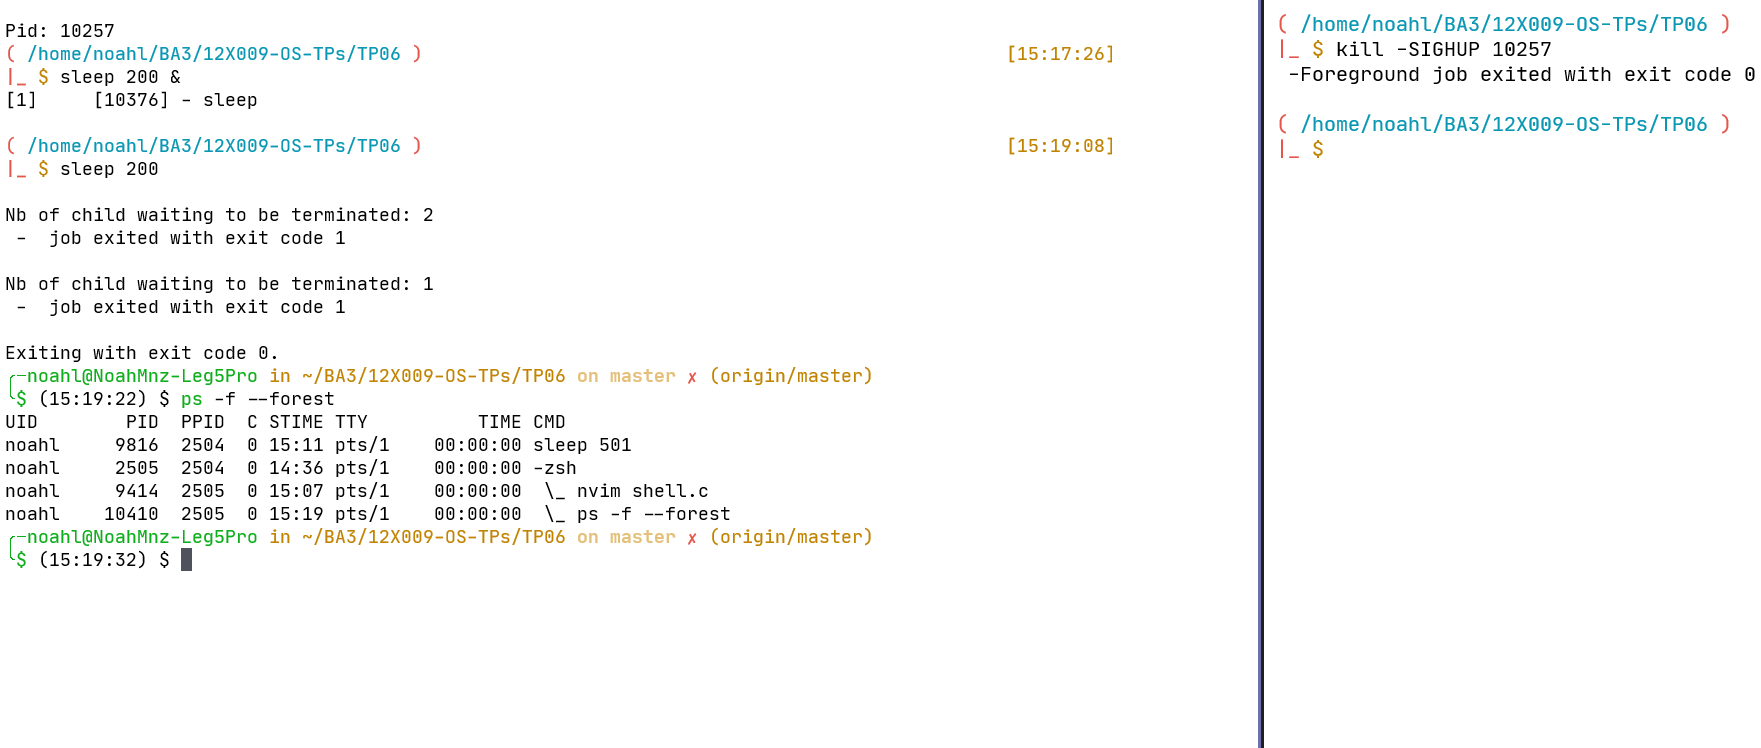 Pid: 10257
( /home/noahl/BA3/12X009-OS-TPs/TP06 ) [15:17:26]
|_ $ sleep 200 &
[1]     [10376] - sleep
( /home/noahl/BA3/12X009-OS-TPs/TP06 ) [15:19:08]
|_ $ sleep 200
Nb of child waiting to be terminated: 2
 -  job exited with exit code 1
Nb of child waiting to be terminated: 1
 -  job exited with exit code 1
Exiting with exit code 0.
╭─noahl@NoahMnz-Leg5Pro in ~/BA3/12X009-OS-TPs/TP06 on master ✗ (origin/master)
╰$ (15:19:22) $ ps -f --forest
UID        PID  PPID  C STIME TTY          TIME CMD
noahl     9816  2504  0 15:11 pts/1    00:00:00 sleep 501
noahl     2505  2504  0 14:36 pts/1    00:00:00 -zsh
noahl     9414  2505  0 15:07 pts/1    00:00:00  \_ nvim shell.c
noahl    10410  2505  0 15:19 pts/1    00:00:00  \_ ps -f --forest
╭─noahl@NoahMnz-Leg5Pro in ~/BA3/12X009-OS-TPs/TP06 on master ✗ (origin/master)
╰$ (15:19:32) $
( /home/noahl/BA3/12X009-OS-TPs/TP06 )
|_ $ kill -SIGHUP 10257
 -Foreground job exited with exit code 0
( /home/noahl/BA3/12X009-OS-TPs/TP06 )
|_ $